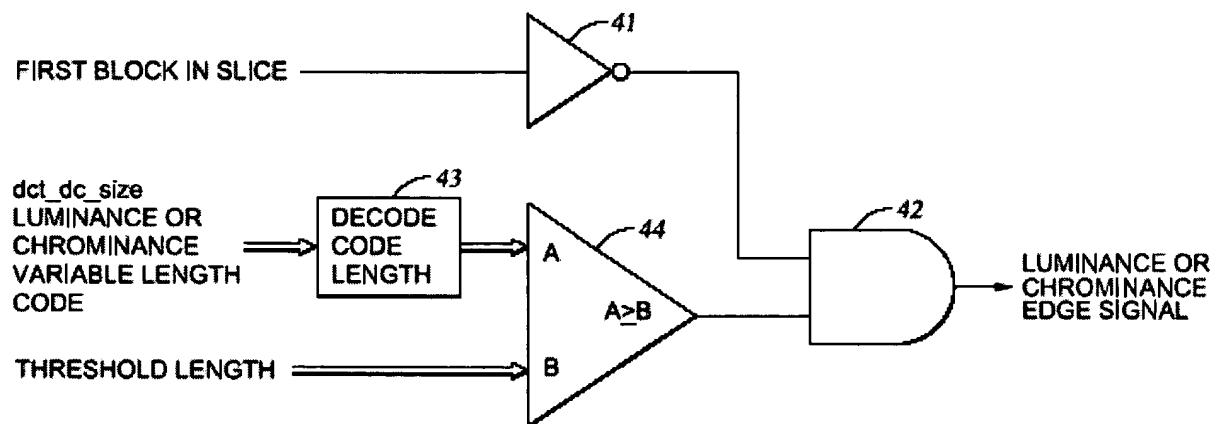 41
FIRST BLOCK IN SLICE
dct_dc_size
LUMINANCE OR
CHROMINANCE
VARIABLE LENGTH
CODE
43
DECODE
CODE
LENGTH
A
44
A≥B
B
42
LUMINANCE OR
CHROMINANCE
EDGE SIGNAL
THRESHOLD LENGTH